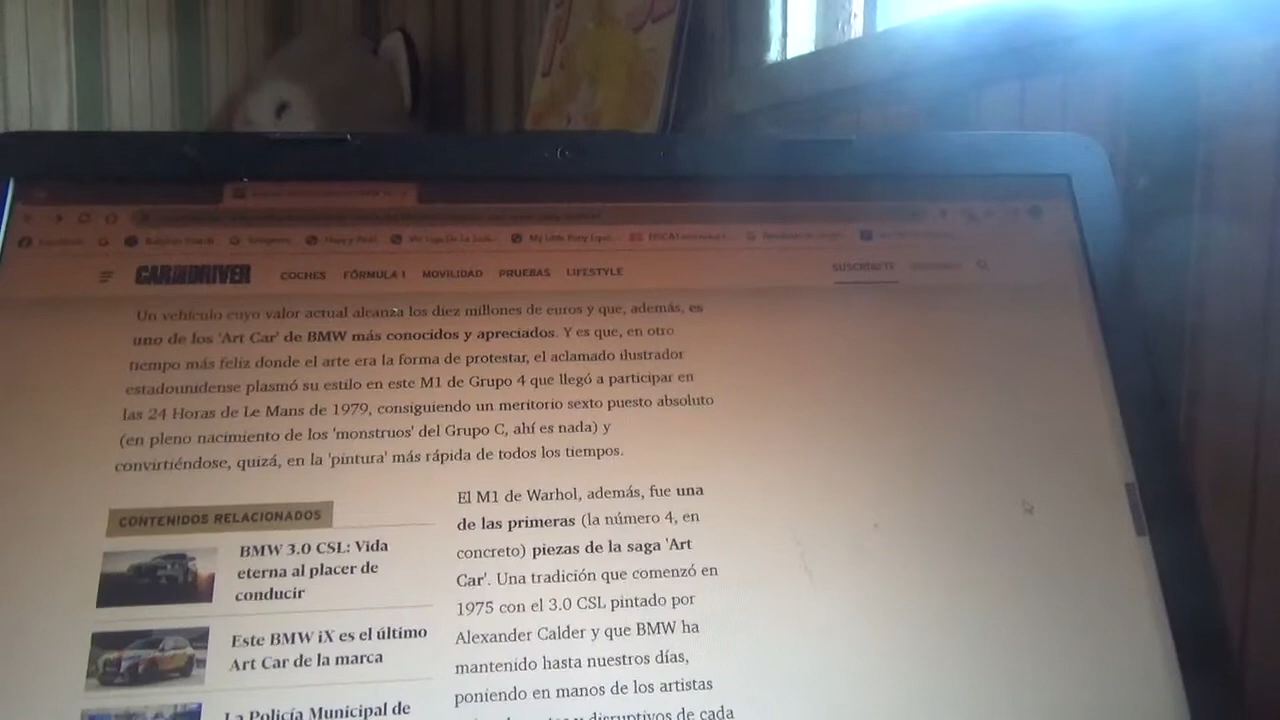 Facebook
My Little Pony Eque...
CAR AND DRIVER
COCHES FÓRMULA 1 MOVILIDAD PRUEBAS LIFESTYLE
SUSCRÍBETE
Un vehículo cuyo valor actual alcanza los diez millones de euros y que, además, es
uno de los 'Art Car' de BMW más conocidos y apreciados. Y es que, en otro
tiempo más feliz donde el arte era la forma de protestar, el aclamado ilustrador
estadounidense plasmó su estilo en este M1 de Grupo 4 que llegó a participar en
las 24 Horas de Le Mans de 1979, consiguiendo un meritorio sexto puesto absoluto
(en pleno nacimiento de los 'monstruos' del Grupo C, ahí es nada) y
convirtiéndose, quizá, en la 'pintura' más rápida de todos los tiempos.
CONTENIDOS RELACIONADOS
BMW 3.0 CSL: Vida
eterna al placer de
conducir
Este BMW iX es el último
Art Car de la marca
La Policía Municipal de
El M1 de Warhol, además, fue una
de las primeras (la número 4, en
concreto) piezas de la saga 'Art
Car'. Una tradición que comenzó en
1975 con el 3.0 CSL pintado por
Alexander Calder y que BMW ha
mantenido hasta nuestros días,
poniendo en manos de los artistas
y disruptivos de cada